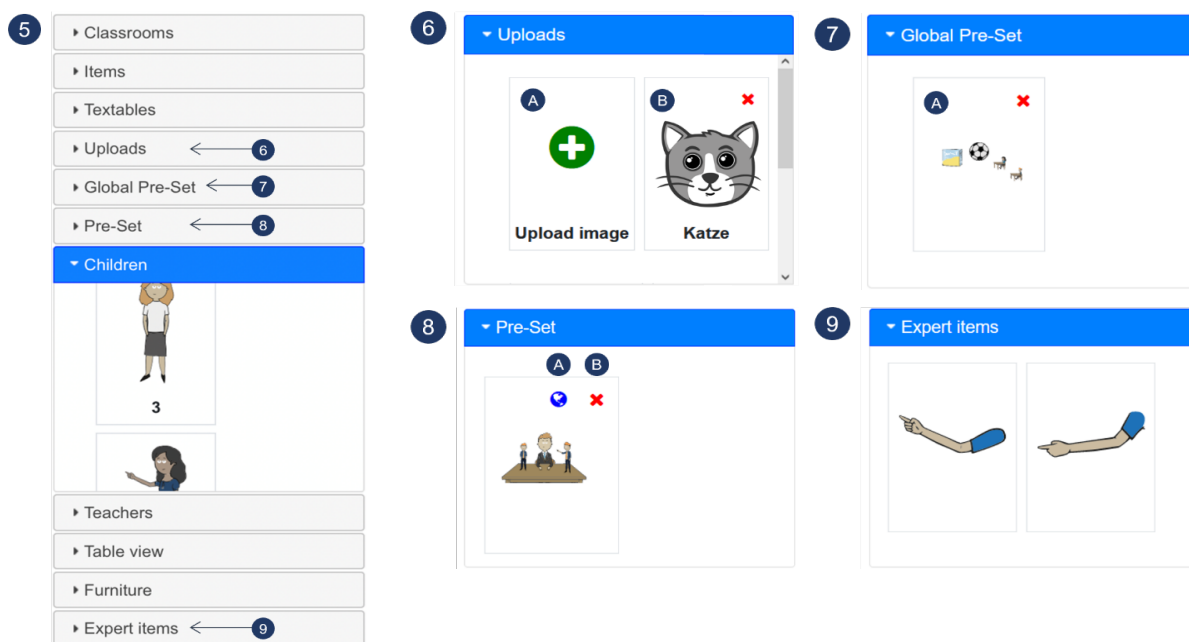 5
Classrooms
Items
Textables
Uploads 6
Global Pre-Set 7
Pre-Set 8
Children
3
Teachers
Table view
Furniture
Expert items 9
6
Uploads
A
B
Upload image
Katze
7
Global Pre-Set
A
8
Pre-Set
A B
9
Expert items